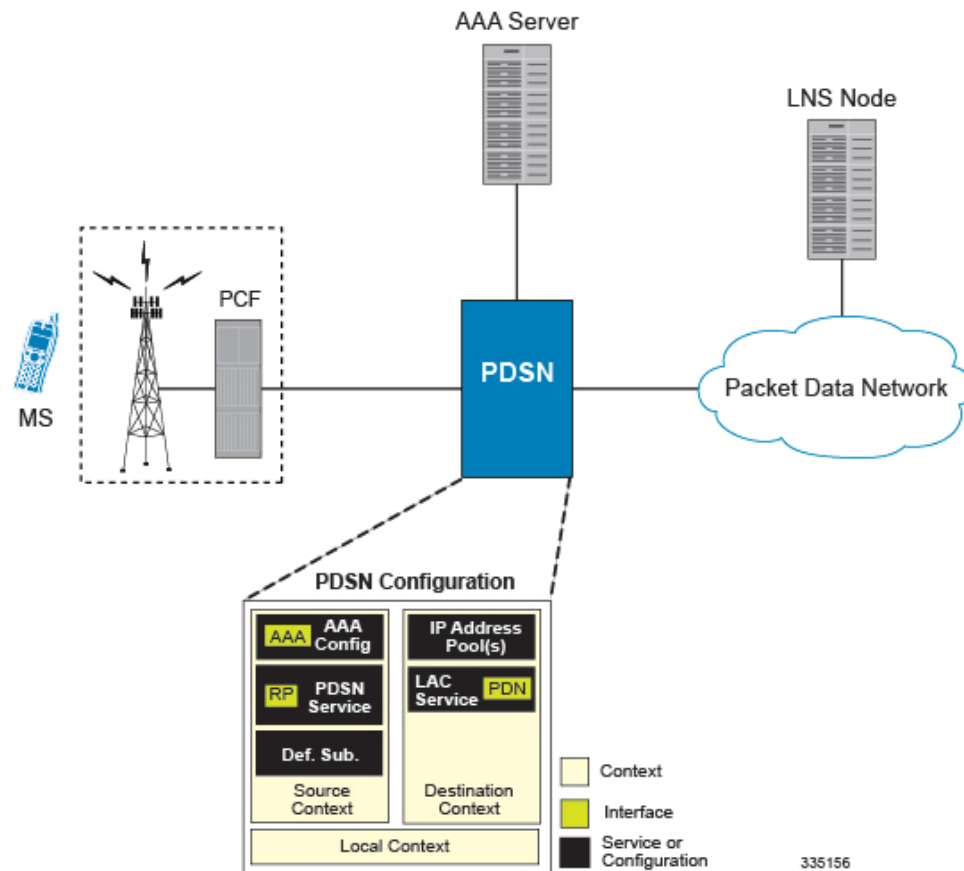 AAA Server
LNS Node
PCF
MS
PDSN
Packet Data Network
PDSN Configuration
AAA
AAA
Config
RP
PDSN
Service
Def. Sub.
Source
Context
IP Address
Pool(s)
LAC
Service
PDN
Destination
Context
Local Context
Context
Interface
Service or
Configuration
335156